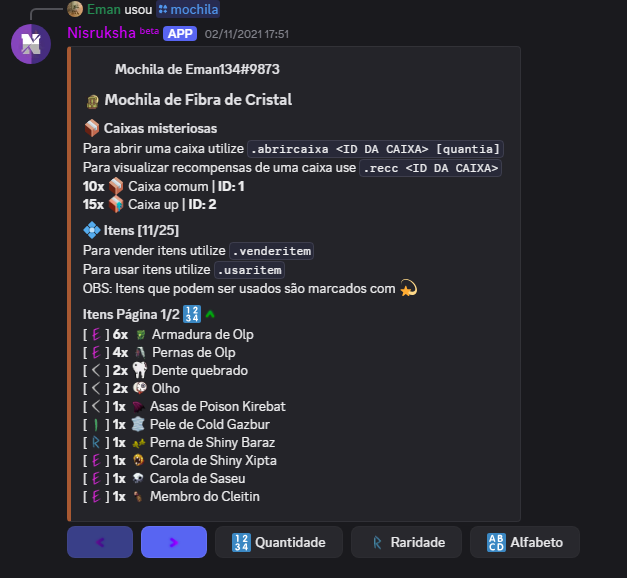 Eman usou mochila
Nisruksha beta APP 02/11/2021 17:51
Mochila de Eman134#9873
Mochila de Fibra de Cristal
Caixas misteriosas
Para abrir uma caixa utilize .abrircaixa <ID DA CAIXA> [quantia]
Para visualizar recompensas de uma caixa use .recc <ID DA CAIXA>
10x Caixa comum | ID: 1
15x Caixa up | ID: 2
Itens [11/25]
Para vender itens utilize .venderitem
Para usar itens utilize .usaritem
OBS: Itens que podem ser usados são marcados com
Itens Página 1/2 1234
[ E ] 6x Armadura de Olp
[ E ] 4x Pernas de Olp
[ < ] 2x Dente quebrado
[ < ] 2x Olho
[ < ] 1x Asas de Poison Kirebat
[ | ] 1x Pele de Cold Gazbur
[ R ] 1x Perna de Shiny Baraz
[ E ] 1x Carola de Shiny Xipta
[ E ] 1x Carola de Saseu
[ E ] 1x Membro do Cleitin
< > 1234 Quantidade R Raridade ABCD Alfabeto